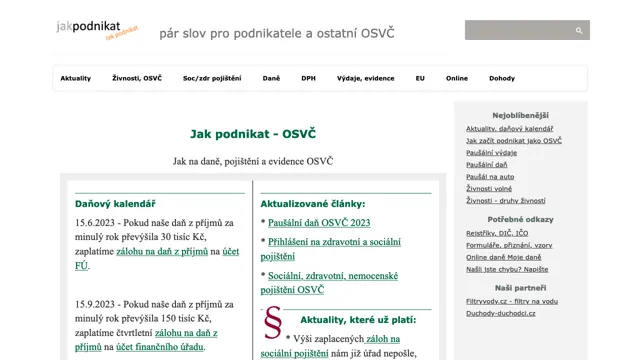 jakpodnikat
jak podnikat
pár slov pro podnikatele a ostatní OSVČ
Aktuality
Živnosti, OSVČ
Soc/zdr pojištění
Daně
DPH
Výdaje, evidence
EU
Online
Dohody
Jak podnikat - OSVČ
Jak na daně, pojištění a evidence OSVČ
Daňový kalendář
15.6.2023 - Pokud naše daň z příjmů za
minulý rok převýšila 30 tisíc Kč,
zaplatíme zálohu na daň z příjmů na účet
FÚ.
15.9.2023 - Pokud naše daň z příjmů za
minulý rok převýšila 150 tisíc Kč,
zaplatíme čtvrtletní zálohu na daň z
příjmů na účet finančního úřadu.
Aktualizované články:
* Paušální daň OSVČ 2023
* Přihlášení na zdravotní a sociální
pojištění
* Sociální, zdravotní, nemocenské
pojištění OSVČ
§
Aktuality, které už platí:
* Výši zaplacených záloh na
sociální pojištění nám již úřad nepošle,
Nejoblíbenější
Aktuality, daňový kalendář
Jak začít podnikat jako OSVČ
Paušální výdaje
Paušální daň
Paušál na auto
Živnosti volné
Živnosti - druhy živností
Potřebné odkazy
Rejstříky, DIČ, IČO
Formuláře, přiznání, vzory
Online daně Moje daně
Našli jste chybu? Napište
Naši partneři
Filtryvody.cz - filtry na vodu
Duchody-duchodci.cz